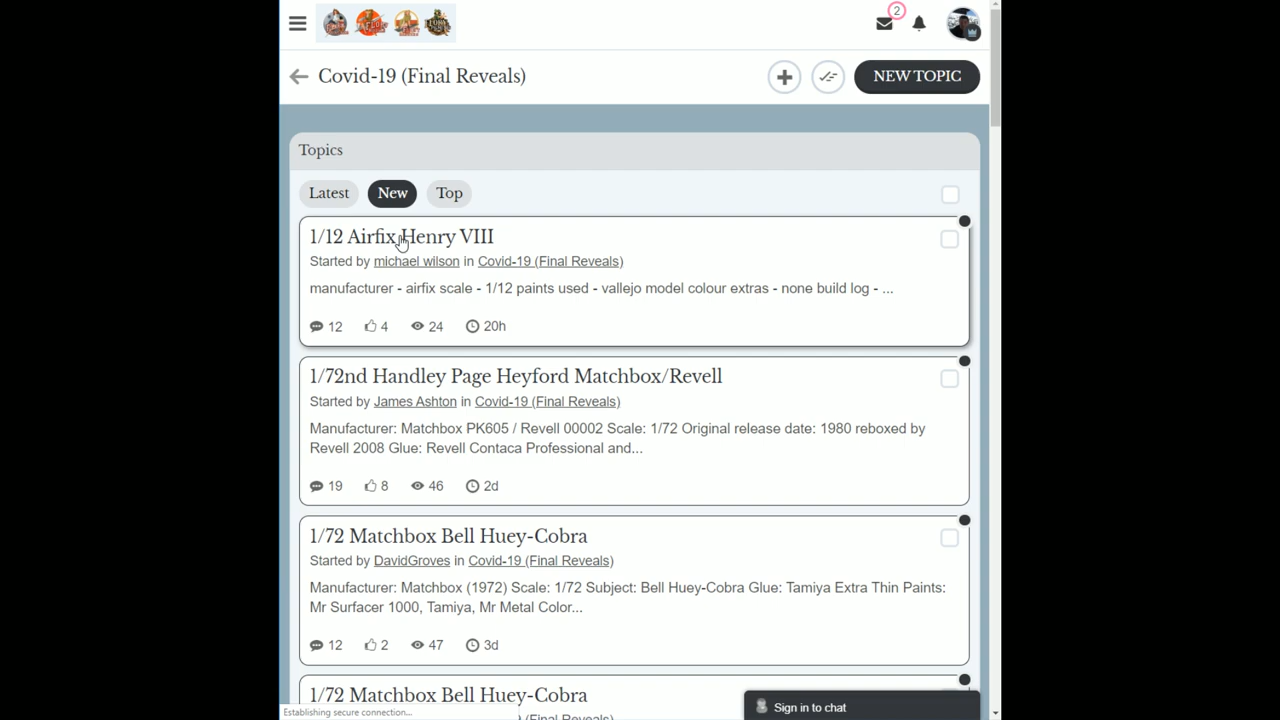 2
Covid-19 (Final Reveals)
NEW TOPIC
Topics
Latest New Top
1/12 Airfix Henry VIII
Started by michael wilson in Covid-19 (Final Reveals)
manufacturer - airfix scale - 1/12 paints used - vallejo model colour extras - none build log - ...
12 4 24 20h
1/72nd Handley Page Heyford Matchbox/Revell
Started by James Ashton in Covid-19 (Final Reveals)
Manufacturer: Matchbox PK605 / Revell 00002 Scale: 1/72 Original release date: 1980 reboxed by
Revell 2008 Glue: Revell Contaca Professional and...
19 8 46 2d
1/72 Matchbox Bell Huey-Cobra
Started by DavidGroves in Covid-19 (Final Reveals)
Manufacturer: Matchbox (1972) Scale: 1/72 Subject: Bell Huey-Cobra Glue: Tamiya Extra Thin Paints:
Mr Surfacer 1000, Tamiya, Mr Metal Color...
12 2 47 3d
1/72 Matchbox Bell Huey-Cobra
Establishing secure connection...
(Final Reveals)
Sign in to chat